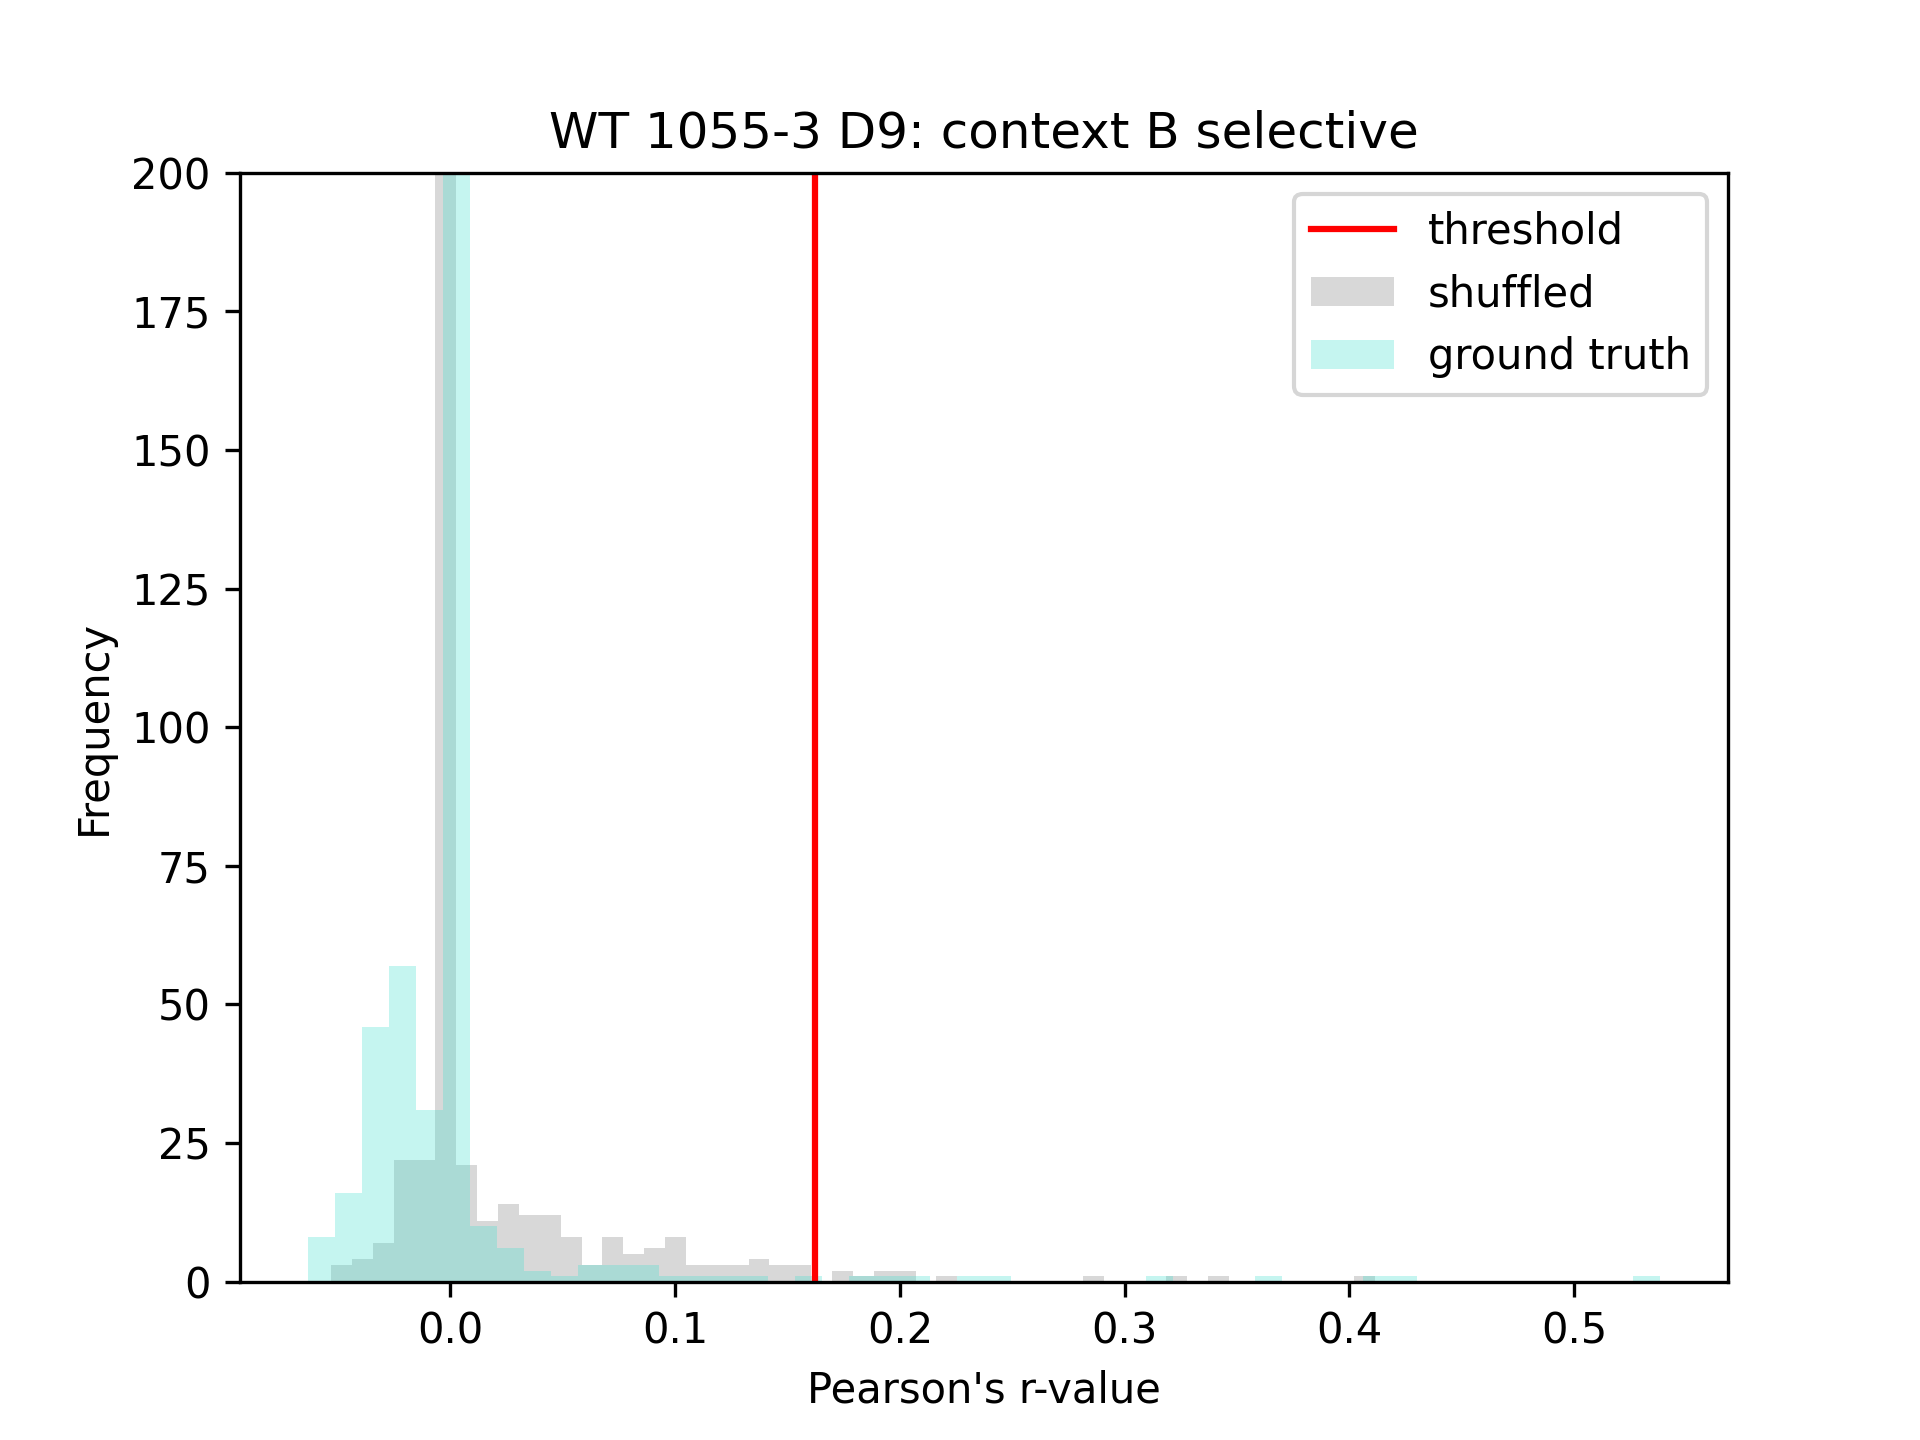 WT 1055-3 D9: context B selective
200
175
150
125
100
75
50
25
0
Frequency
threshold
shuffled
ground truth
0.0 0.1 0.2 0.3 0.4 0.5
Pearson's r-value